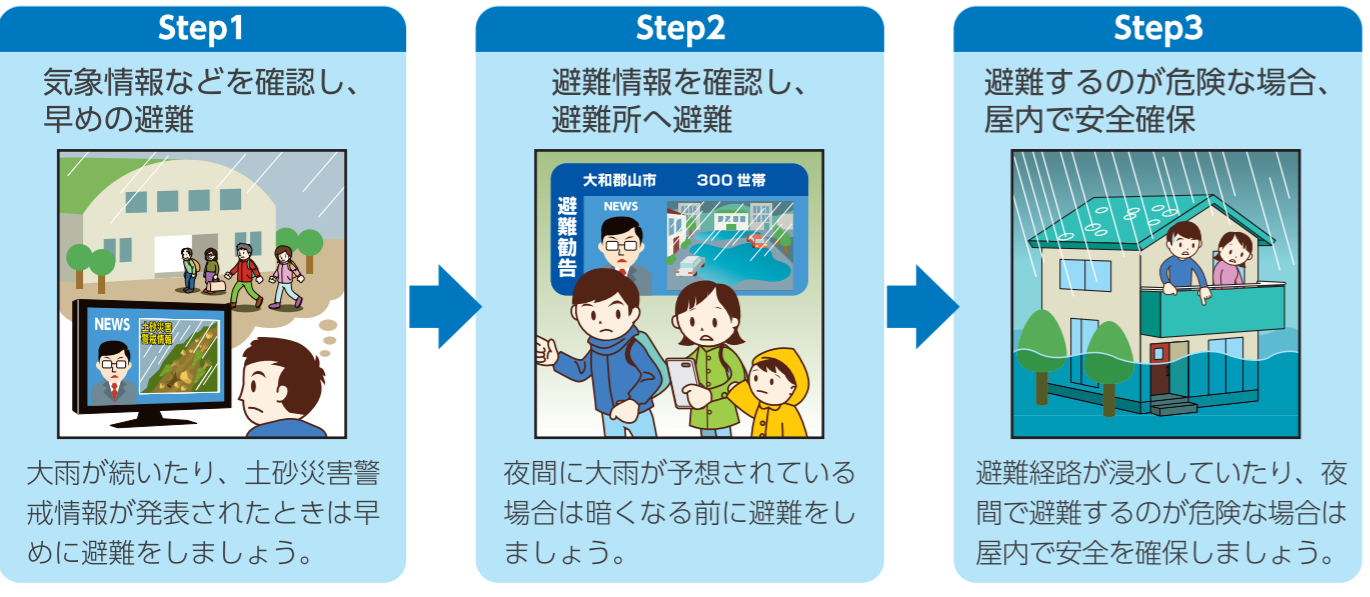 Step1
気象情報などを確認し、
早めの避難
NEWS
土砂災害
警戒情報
大雨が続いたり、土砂災害警
戒情報が発表されたときは早
めに避難をしましょう。
Step2
避難情報を確認し、
避難所へ避難
大和郡山市 300世帯
避難勧告
NEWS
夜間に大雨が予想されている
場合は暗くなる前に避難をし
ましょう。
Step3
避難するのが危険な場合、
屋内で安全確保
避難経路が浸水していたり、夜
間で避難するのが危険な場合は
屋内で安全を確保しましょう。